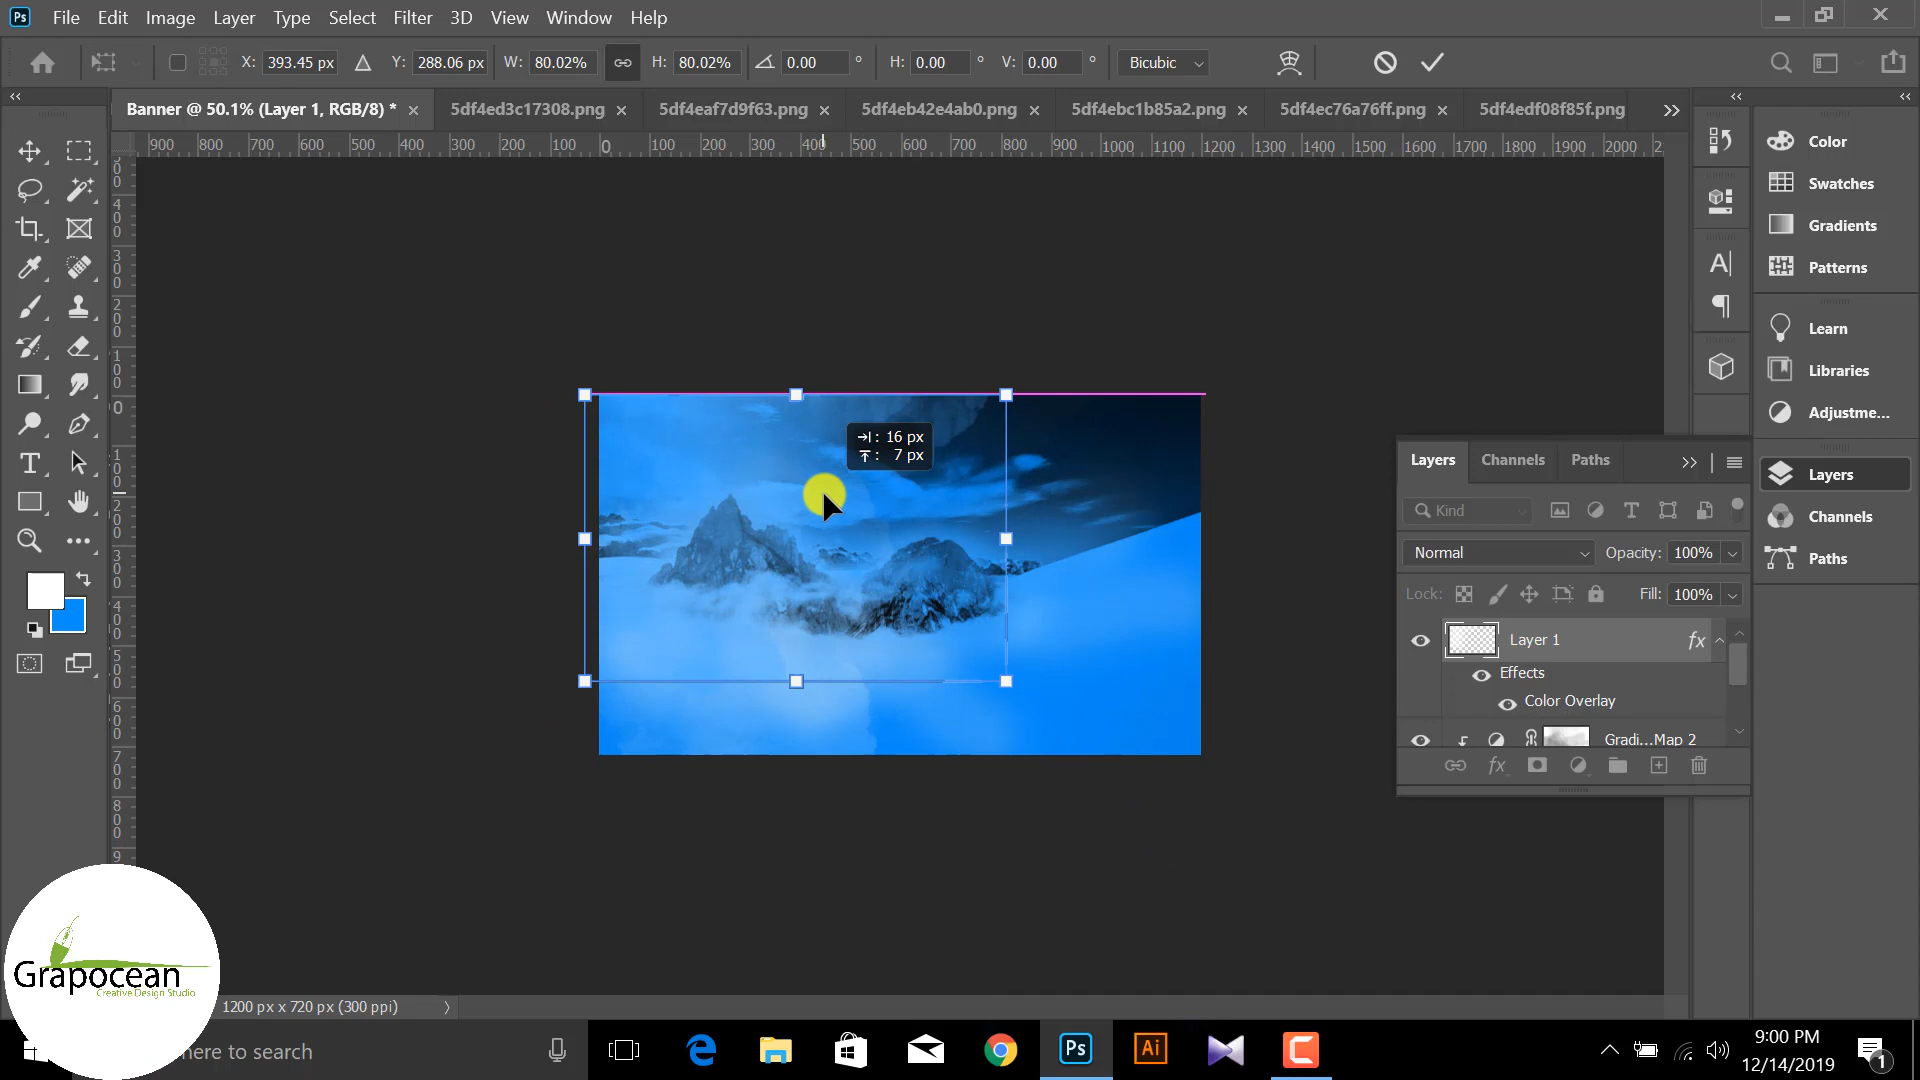 Ps File Edit Image Layer Type Select Filter 3D View Window Help
X: 393.45 px Y: 288.06 px W: 80.02% H: 80.02% 0.00 ° H: 0.00 ° V: 0.00 ° Bicubic
Banner @ 50.1% (Layer 1, RGB/8) * × 5df4ed3c17308.png × 5df4eaf7d9f63.png × 5df4eb42e4ab0.png × 5df4ebc1b85a2.png × 5df4ec76a76ff.png × 5df4edf08f85f.png
900 800 700 600 500 400 300 200 100 0 100 200 300 400 500 600 700 800 900 1000 1100 1200 1300 1400 1500 1600 1700 1800 1900 2000
Color
Swatches
Gradients
Patterns
Learn
Libraries
Adjustme...
Layers
Channels
Paths
16 px
7 px
Layers Channels Paths
Kind
Normal Opacity: 100%
Lock: Fill: 100%
Layer 1 fx
Effects
Color Overlay
Gradi...Map 2
fx
Grapocean
Creative Design Studio
1200 px x 720 px (300 ppi)
here to search
Ps Ai
9:00 PM
12/14/2019
1